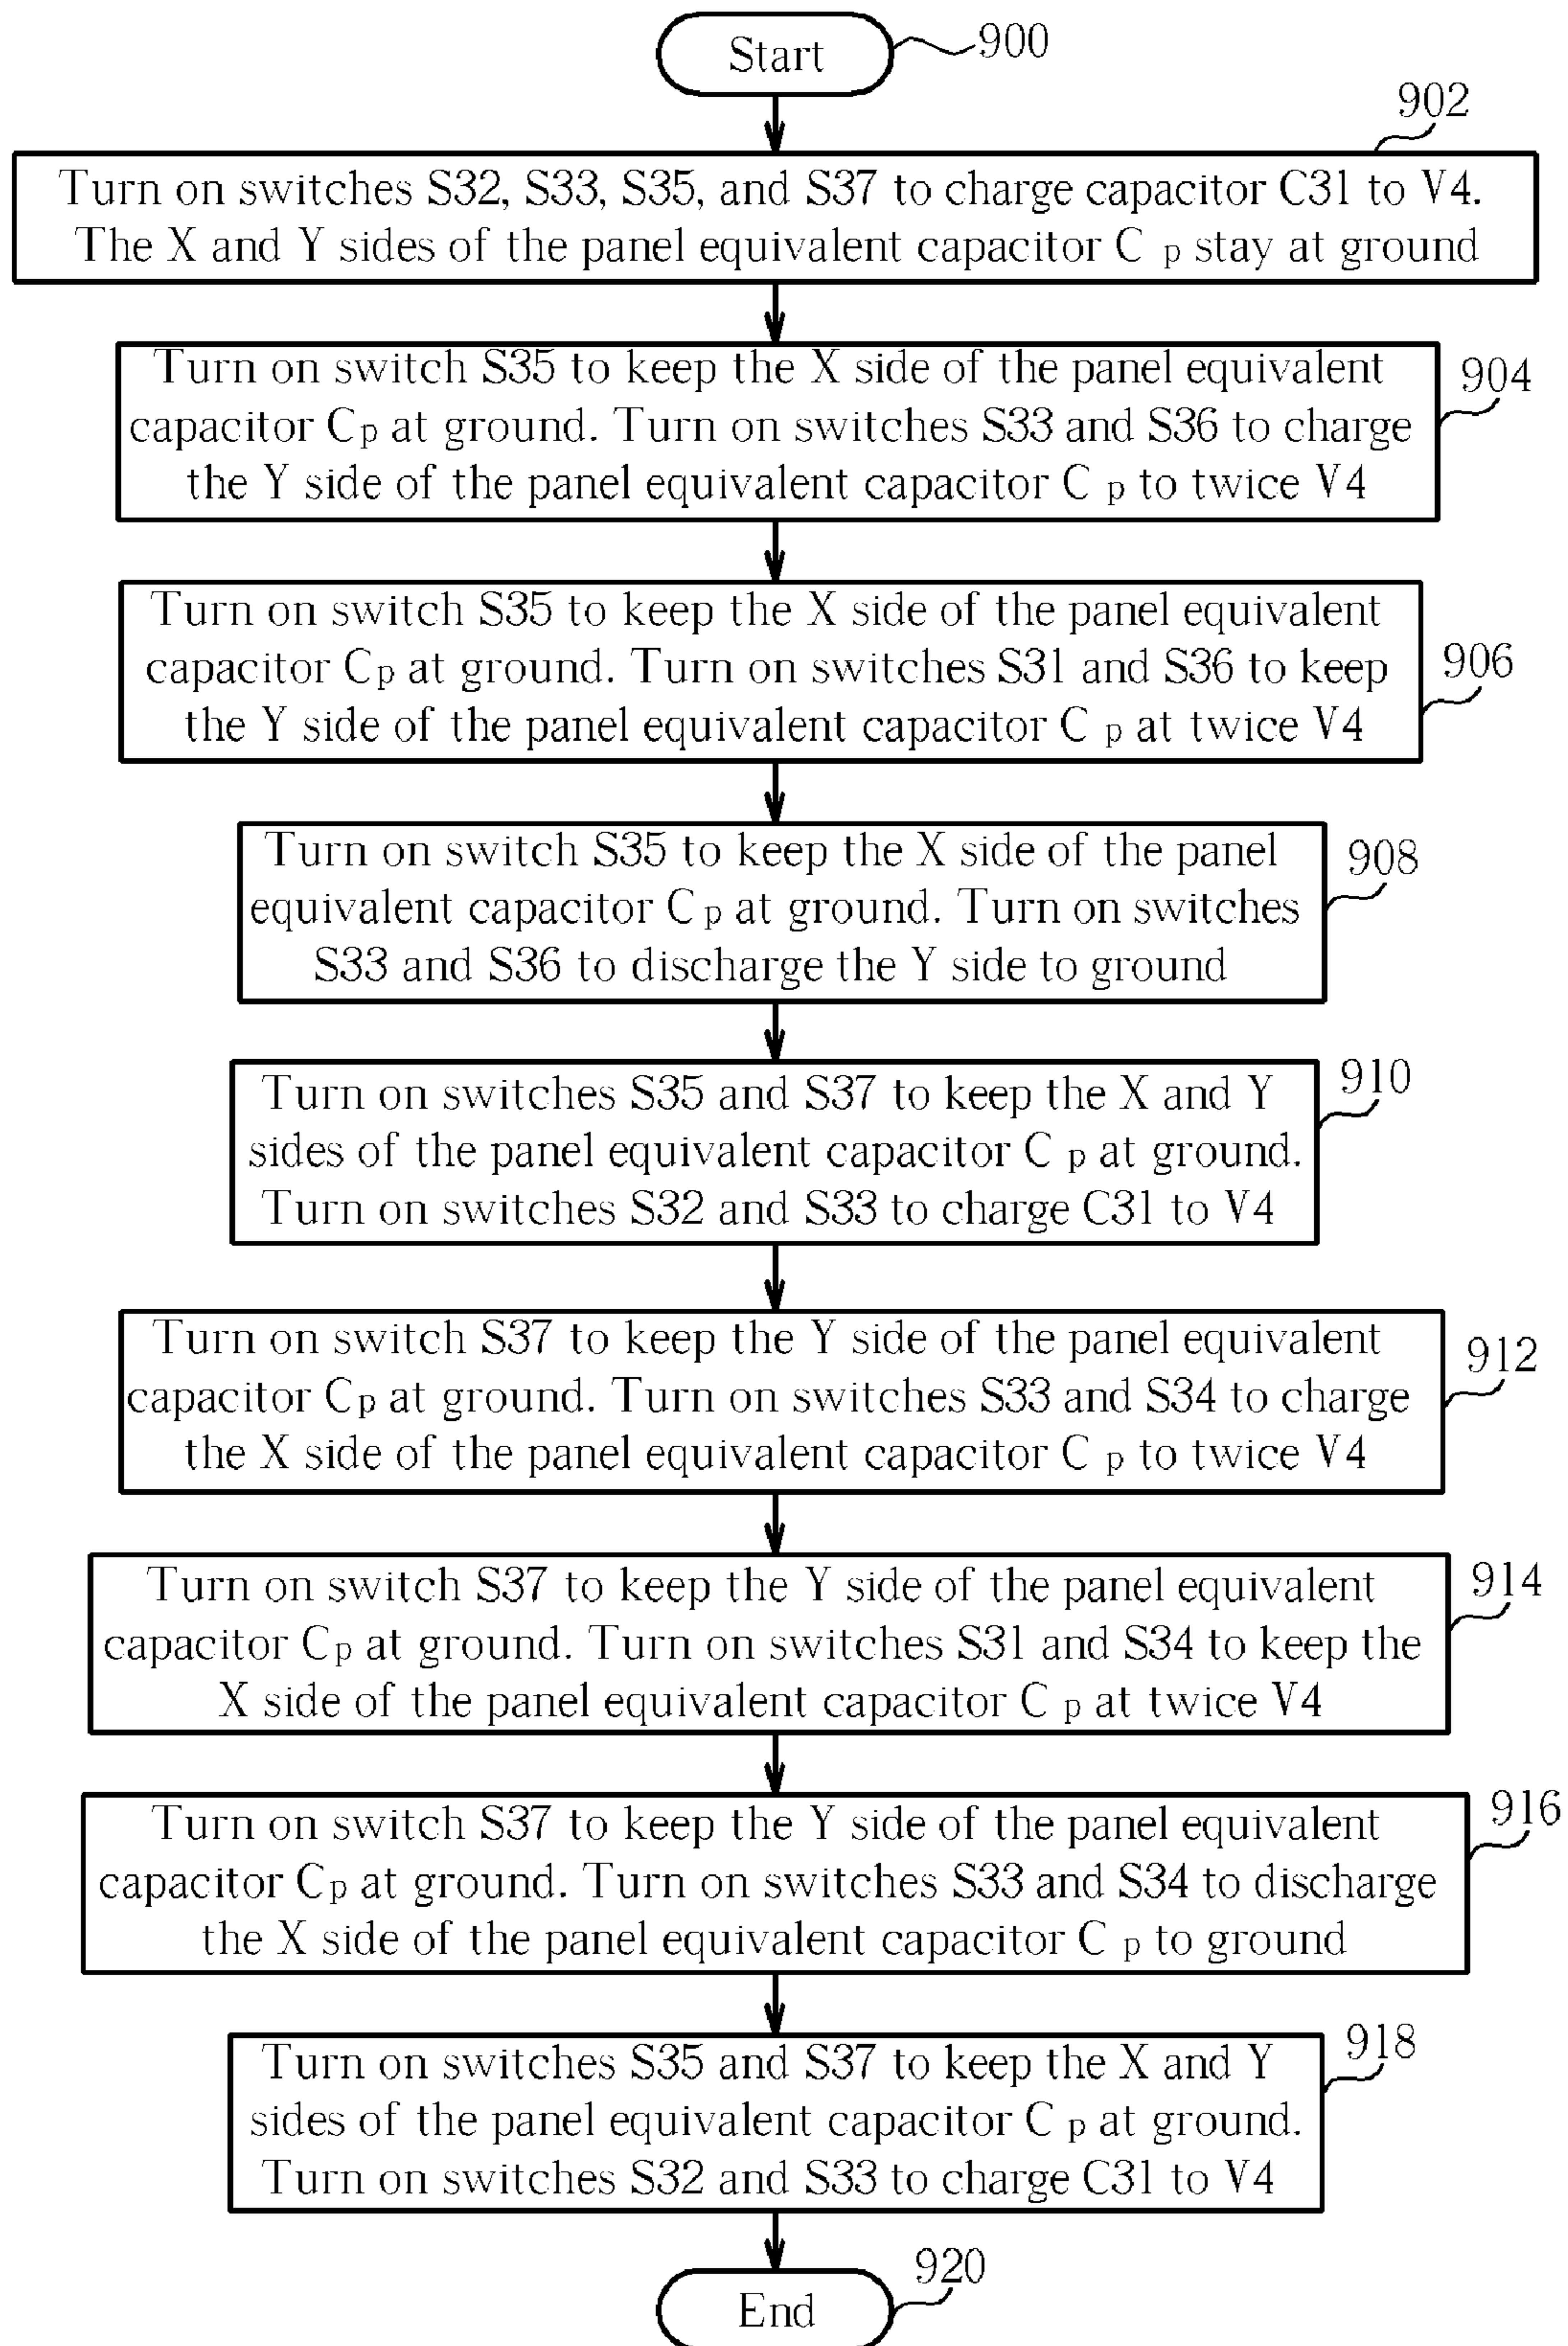 Start
900
902
Turn on switches S32, S33, S35, and S37 to charge capacitor C31 to V4.
The X and Y sides of the panel equivalent capacitor C p stay at ground
904
Turn on switch S35 to keep the X side of the panel equivalent
capacitor Cp at ground. Turn on switches S33 and S36 to charge
the Y side of the panel equivalent capacitor C p to twice V4
906
Turn on switch S35 to keep the X side of the panel equivalent
capacitor Cp at ground. Turn on switches S31 and S36 to keep
the Y side of the panel equivalent capacitor C p at twice V4
908
Turn on switch S35 to keep the X side of the panel
equivalent capacitor C p at ground. Turn on switches
S33 and S36 to discharge the Y side to ground
910
Turn on switches S35 and S37 to keep the X and Y
sides of the panel equivalent capacitor C p at ground.
Turn on switches S32 and S33 to charge C31 to V4
912
Turn on switch S37 to keep the Y side of the panel equivalent
capacitor Cp at ground. Turn on switches S33 and S34 to charge
the X side of the panel equivalent capacitor C p to twice V4
914
Turn on switch S37 to keep the Y side of the panel equivalent
capacitor Cp at ground. Turn on switches S31 and S34 to keep the
X side of the panel equivalent capacitor C p at twice V4
916
Turn on switch S37 to keep the Y side of the panel equivalent
capacitor Cp at ground. Turn on switches S33 and S34 to discharge
the X side of the panel equivalent capacitor C p to ground
918
Turn on switches S35 and S37 to keep the X and Y
sides of the panel equivalent capacitor C p at ground.
Turn on switches S32 and S33 to charge C31 to V4
920
End